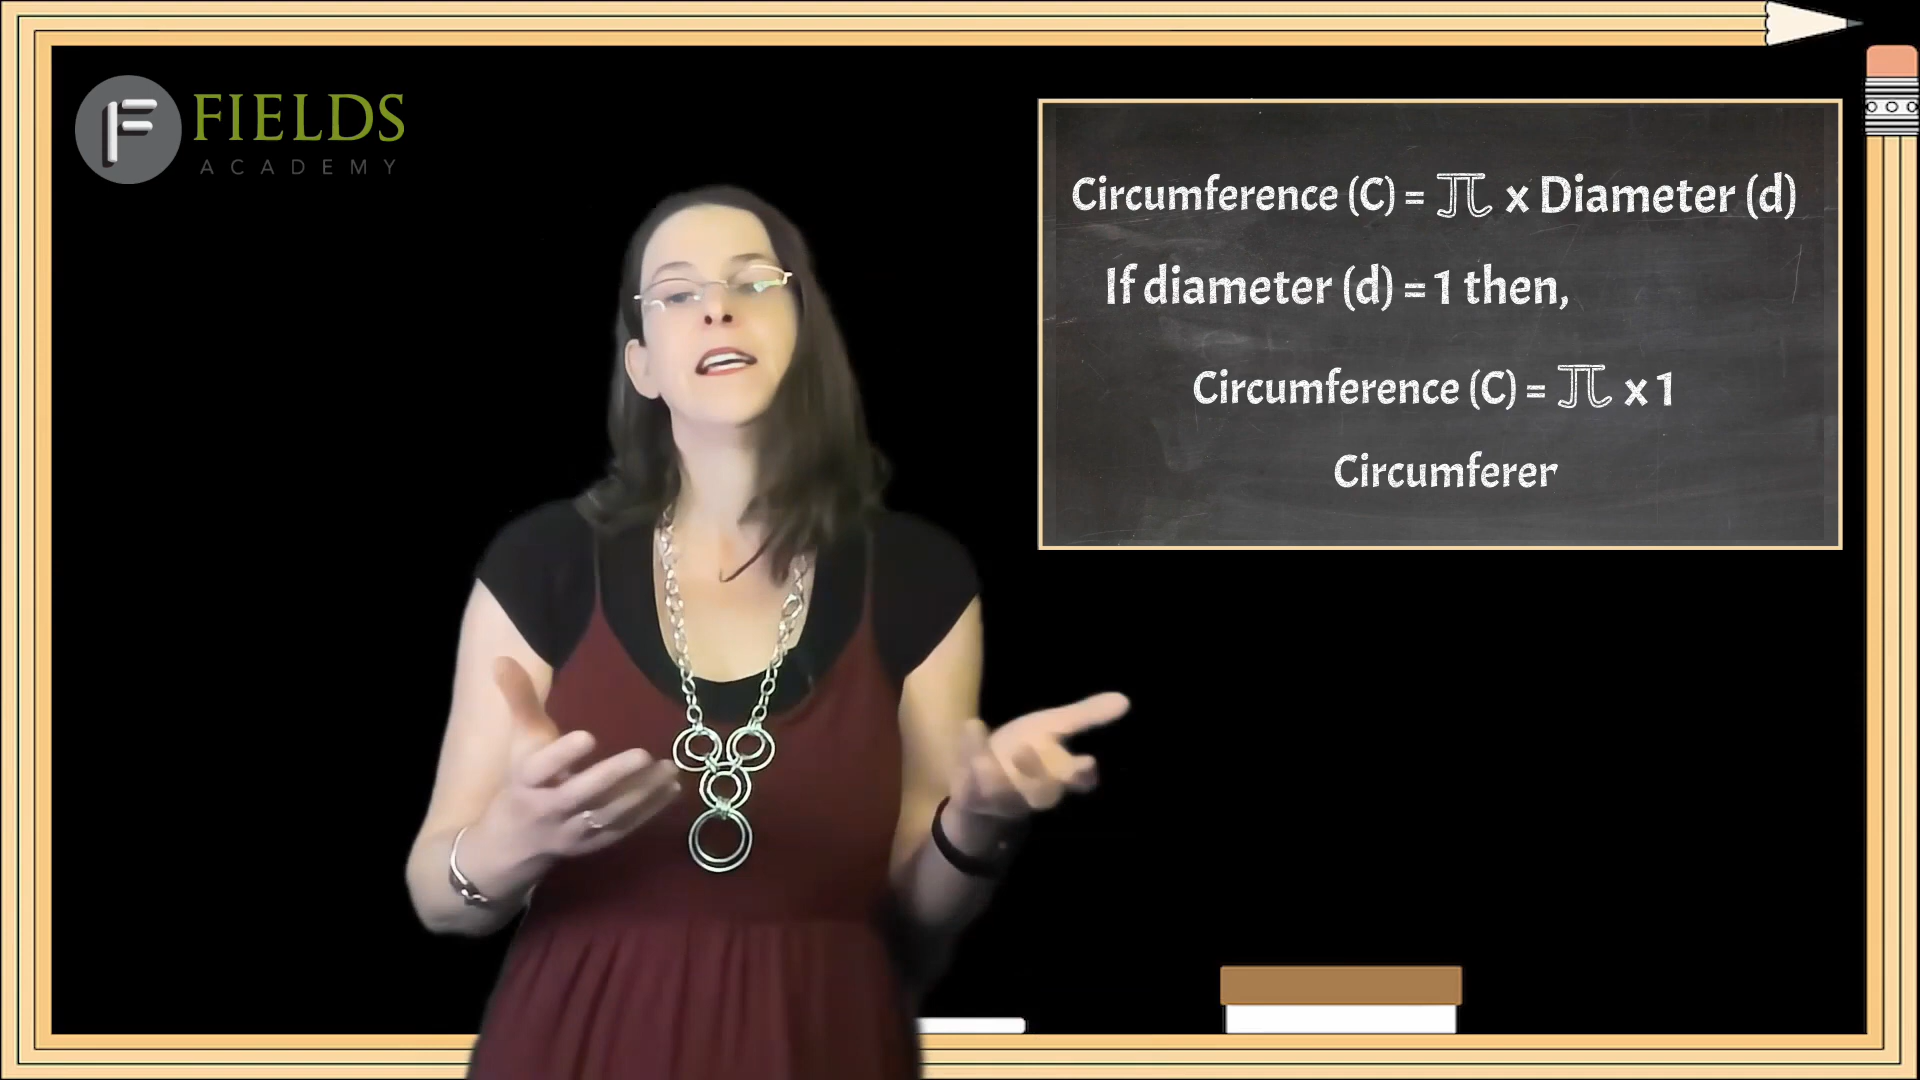 FIELDS
ACADEMY
Circumference (C) = π x Diameter (d)
If diameter (d) = 1 then,
Circumference (C) = π x 1
Circumferer